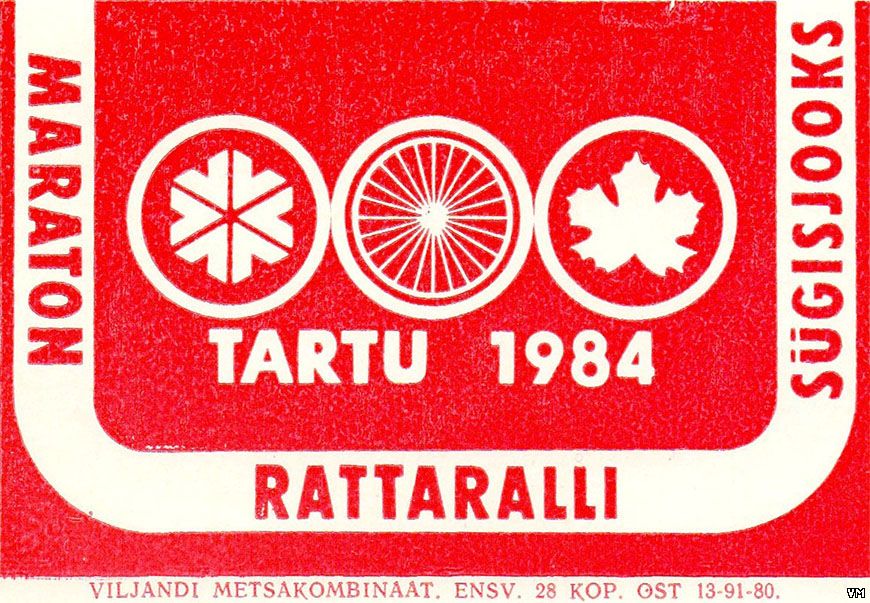 MARATON
TARTU 1984
RATTARALLI
SÜGISJOOKS
VILJANDI METSAKOMBINAAT. ENSV. 28 KOP. OST 13-91-80.
VM